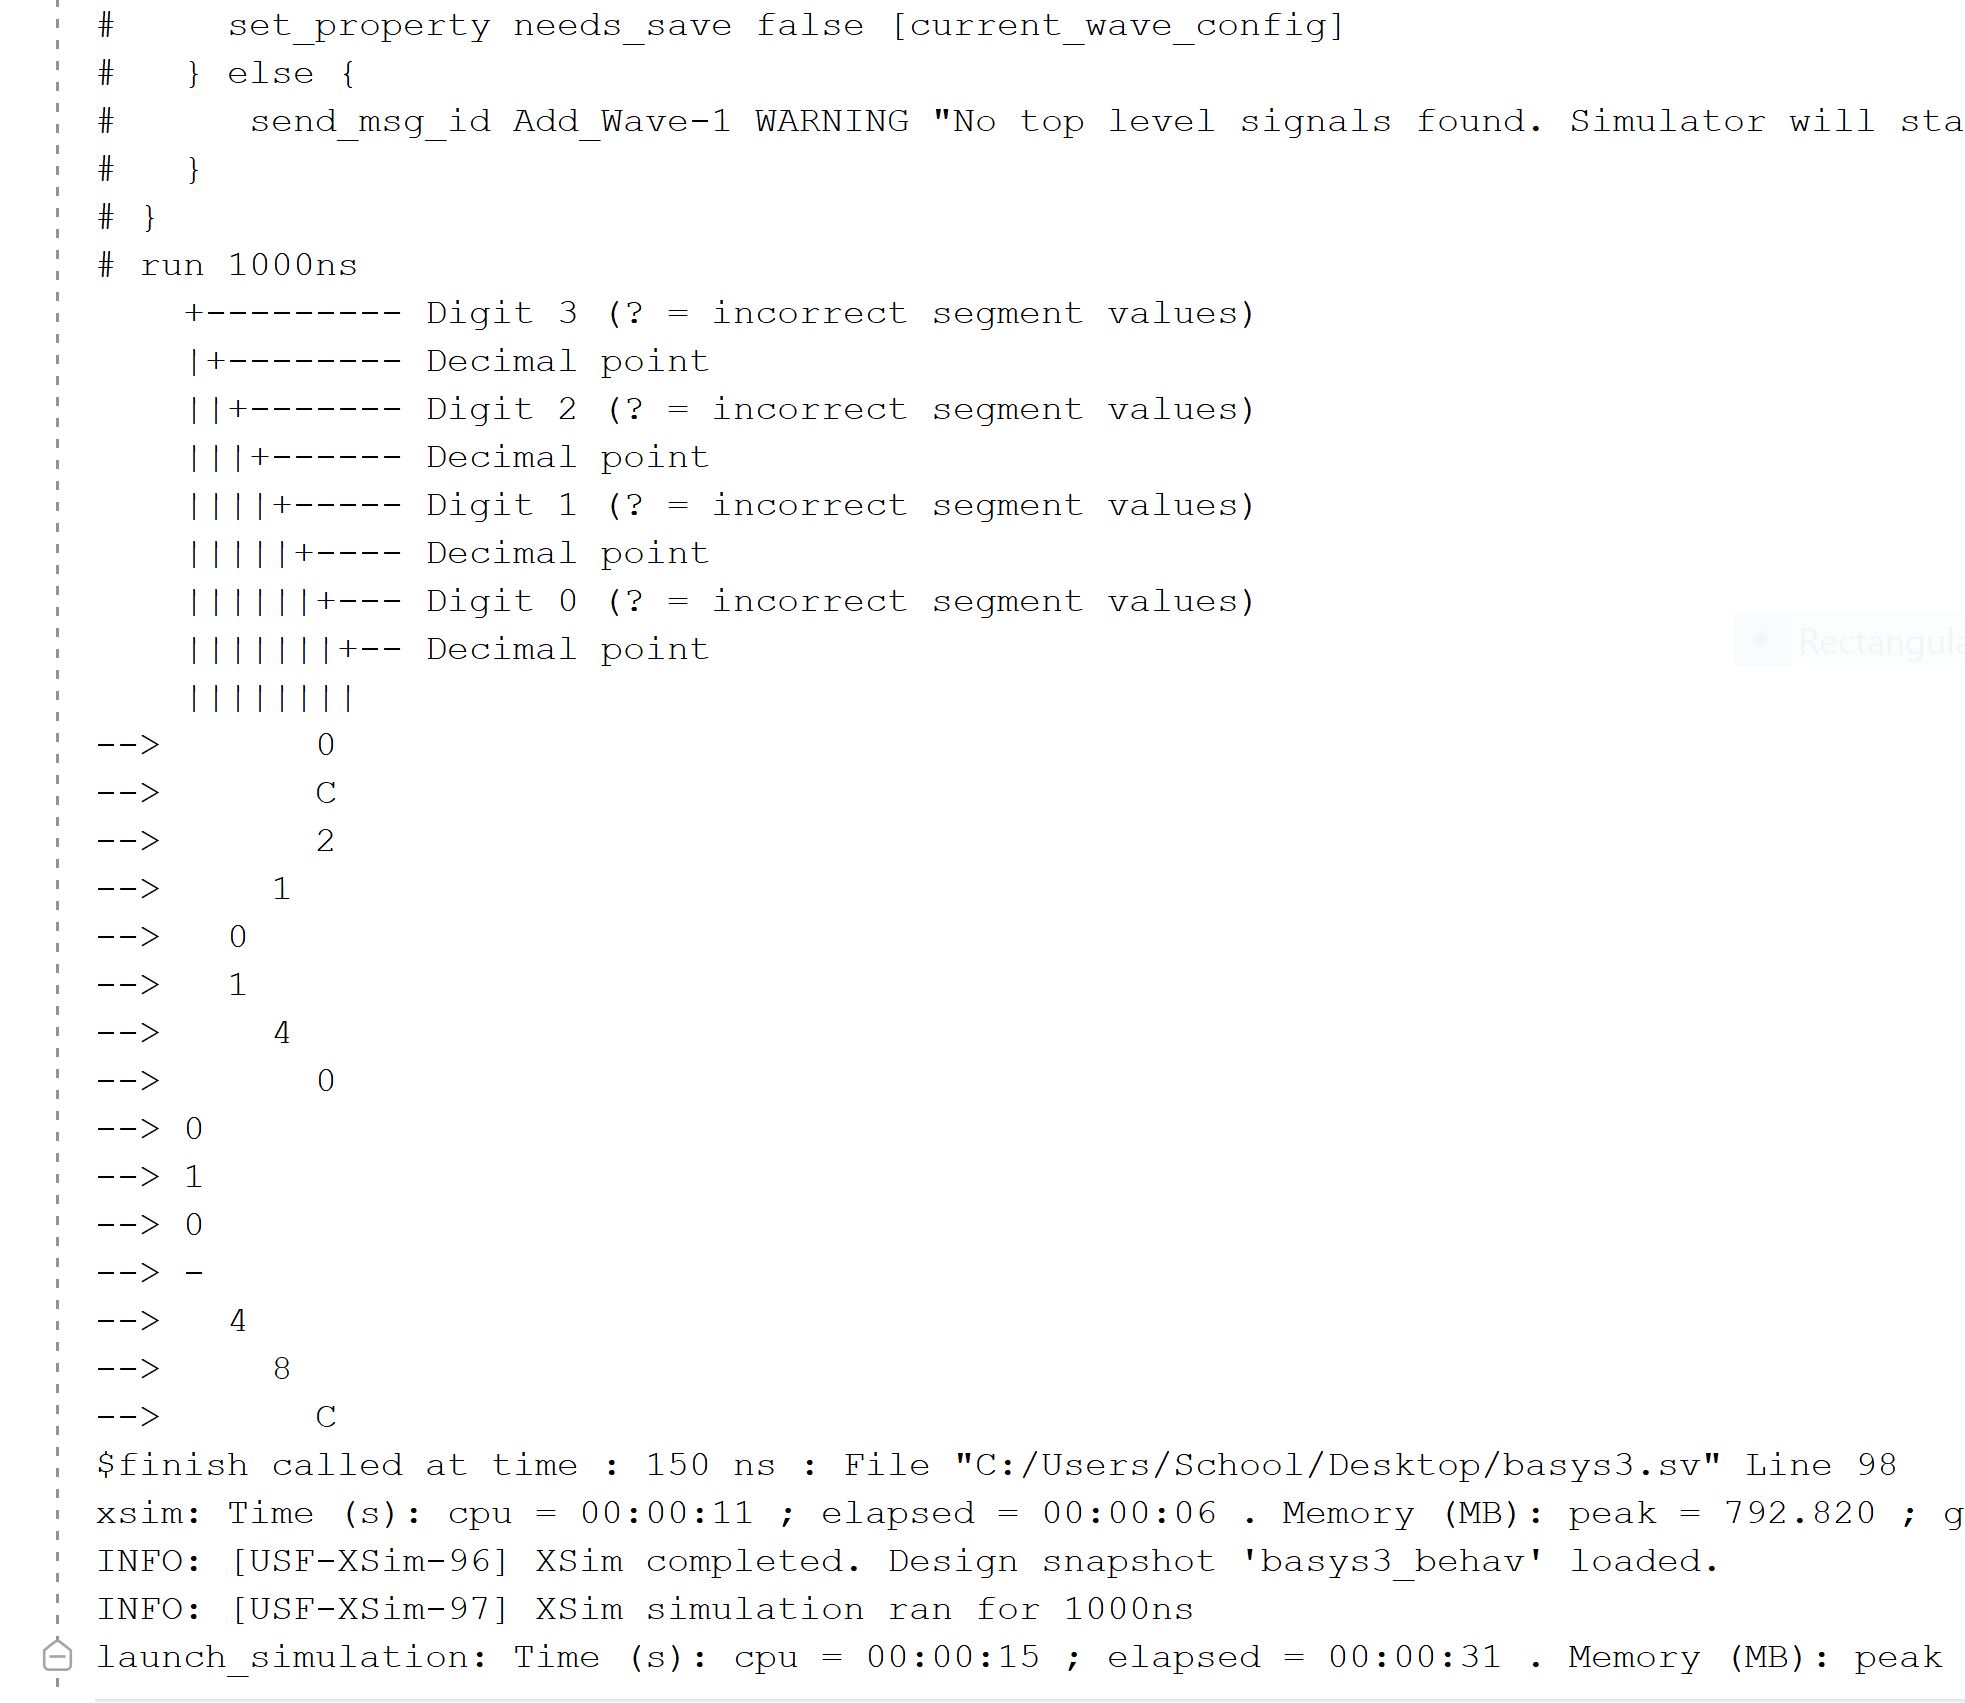 #     set_property needs_save false [current_wave_config]
#   } else {
#      send_msg_id Add_Wave-1 WARNING "No top level signals found. Simulator will sta
#   }
# }
# run 1000ns
    +--------- Digit 3 (? = incorrect segment values)
    |+-------- Decimal point
    ||+------- Digit 2 (? = incorrect segment values)
    |||+------ Decimal point
    ||||+----- Digit 1 (? = incorrect segment values)
    |||||+---- Decimal point
    ||||||+--- Digit 0 (? = incorrect segment values)
    |||||||+-- Decimal point
Rectangula
    ||||||||
-->       0
-->       C
-->       2
-->     1
-->   0
-->   1
-->     4
-->       0
--> 0
--> 1
--> 0
--> -
-->   4
-->     8
-->       C
$finish called at time : 150 ns : File "C:/Users/School/Desktop/basys3.sv" Line 98
xsim: Time (s): cpu = 00:00:11 ; elapsed = 00:00:06 . Memory (MB): peak = 792.820 ; g
INFO: [USF-XSim-96] XSim completed. Design snapshot 'basys3_behav' loaded.
INFO: [USF-XSim-97] XSim simulation ran for 1000ns
launch_simulation: Time (s): cpu = 00:00:15 ; elapsed = 00:00:31 . Memory (MB): peak